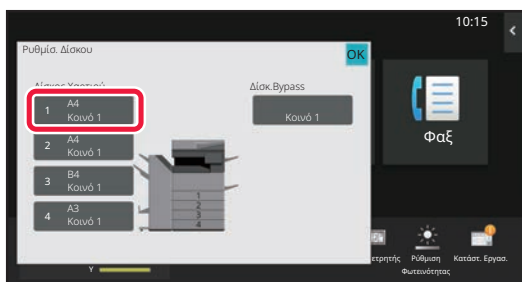 10:15
Ρυθμίσ. Δίσκου
OK
Δίσκος Χαρτιού
Δίσκ.Bypass
1 A4
Κοινό 1
Κοινό 1
2 A4
Κοινό 1
3 B4
Κοινό 1
4 A3
Κοινό 1
1
2
3
4
Φαξ
Ρύθμιση
Φωτεινότητας
Κατάστ. Εργασ.
Y